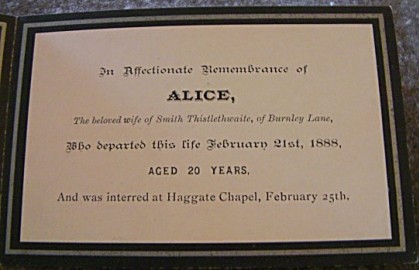 In Affectionate Remembrance of
ALICE,
The beloved wife of Smith Thistlethwaite, of Burnley Lane,
Who departed this life February 21st, 1888,
AGED 20 YEARS,
And was interred at Haggate Chapel, February 25th.